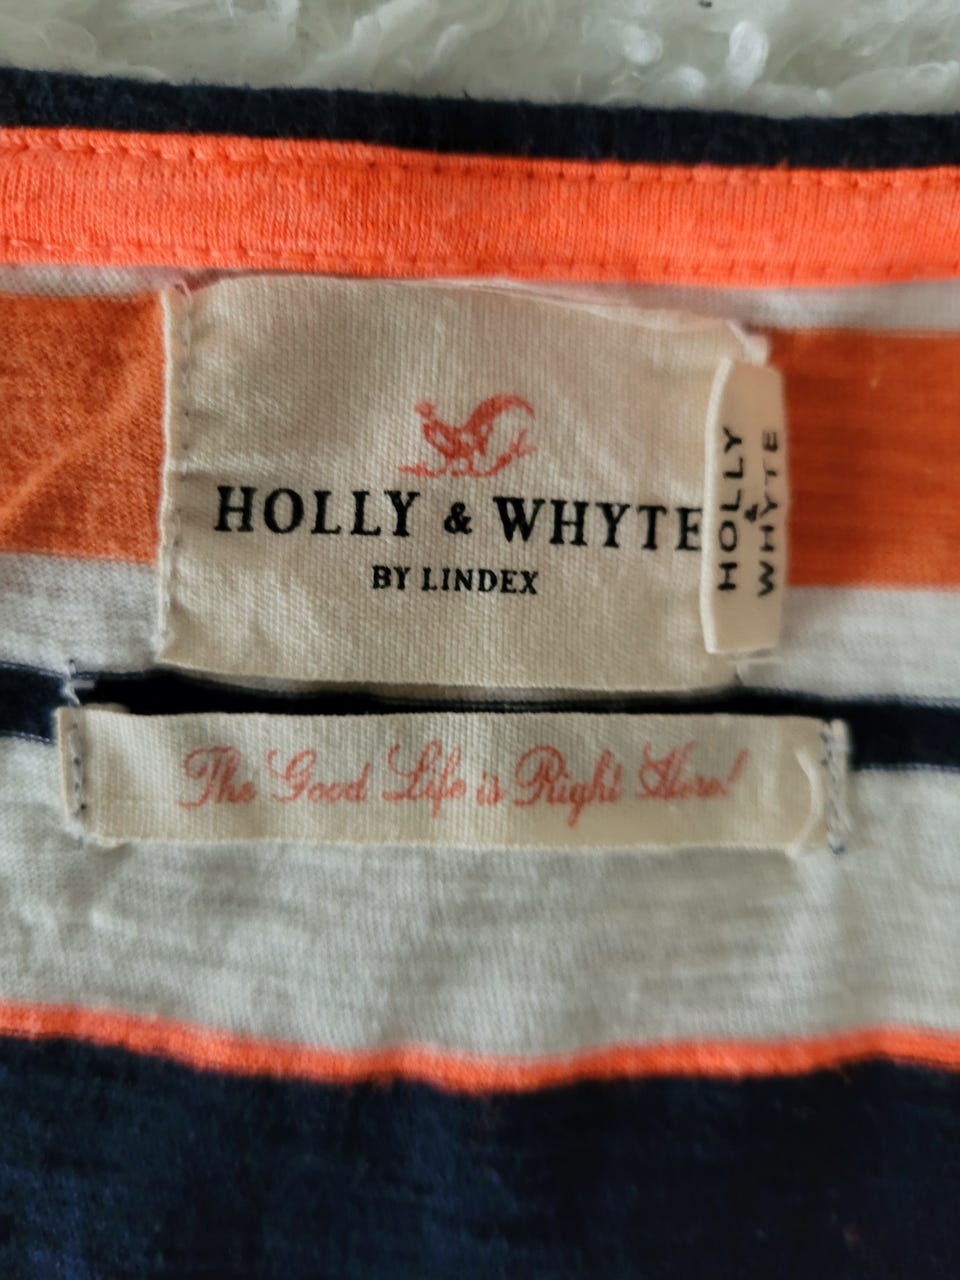 HOLLY & WHYTE
BY LINDEX
HOLLY
&
WHYTE
The Good Life is Right Here!